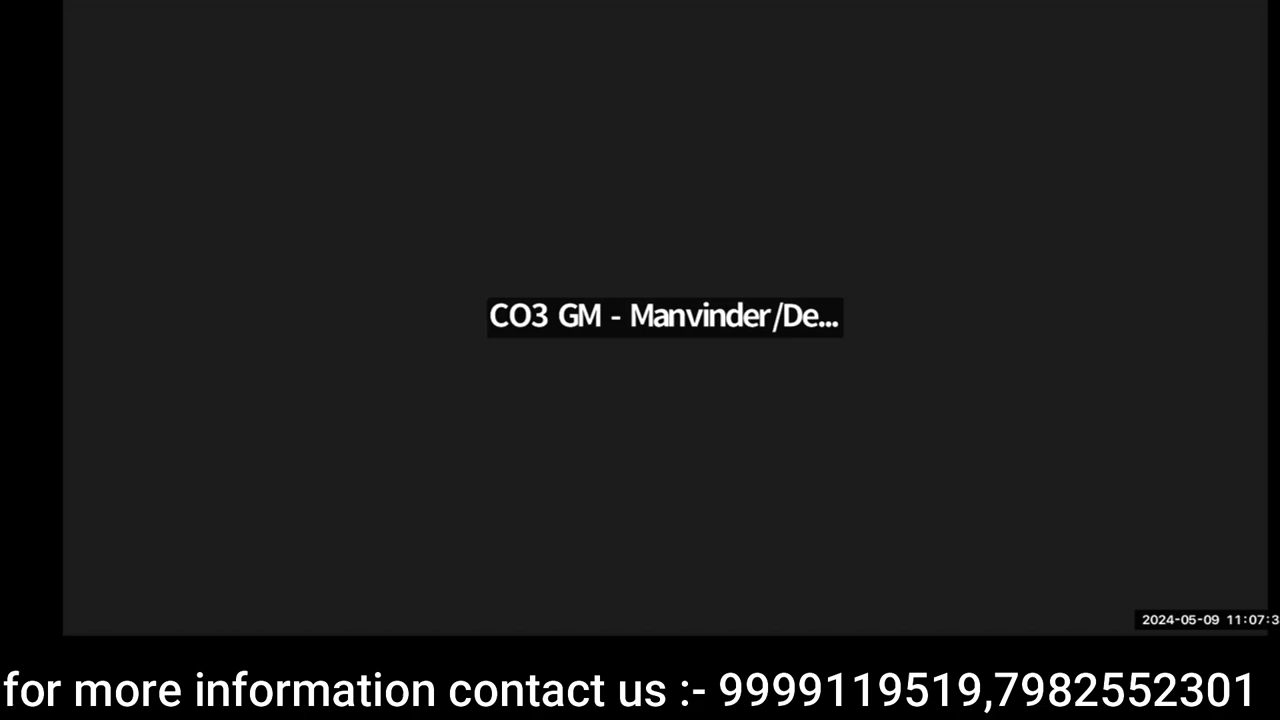 CO3 GM - Manvinder/De...
2024-05-09 11:07:3
for more information contact us :- 9999119519,7982552301